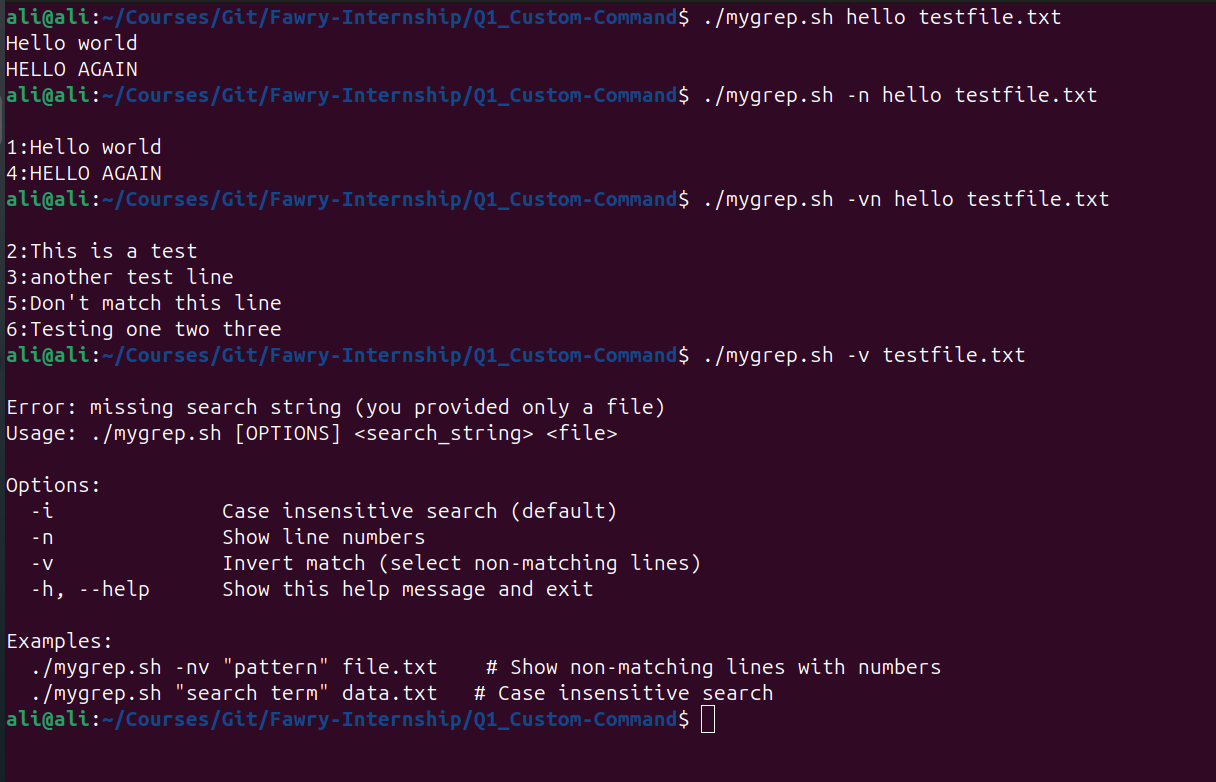 ali@ali:~/Courses/Git/Fawry-Internship/Q1_Custom-Command$ ./mygrep.sh hello testfile.txt
Hello world
HELLO AGAIN
ali@ali:~/Courses/Git/Fawry-Internship/Q1_Custom-Command$ ./mygrep.sh -n hello testfile.txt

1:Hello world
4:HELLO AGAIN
ali@ali:~/Courses/Git/Fawry-Internship/Q1_Custom-Command$ ./mygrep.sh -vn hello testfile.txt

2:This is a test
3:another test line
5:Don't match this line
6:Testing one two three
ali@ali:~/Courses/Git/Fawry-Internship/Q1_Custom-Command$ ./mygrep.sh -v testfile.txt

Error: missing search string (you provided only a file)
Usage: ./mygrep.sh [OPTIONS] <search_string> <file>

Options:
  -i              Case insensitive search (default)
  -n              Show line numbers
  -v              Invert match (select non-matching lines)
  -h, --help      Show this help message and exit

Examples:
  ./mygrep.sh -nv "pattern" file.txt    # Show non-matching lines with numbers
  ./mygrep.sh "search term" data.txt   # Case insensitive search
ali@ali:~/Courses/Git/Fawry-Internship/Q1_Custom-Command$